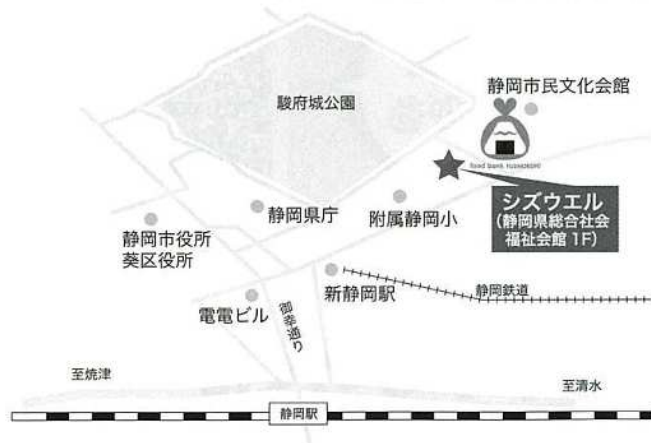 駿府城公園
静岡市民文化会館
food bank FUJINOKUNI
シズウエル
(静岡県総合社会
福祉会館 1F)
附属静岡小
静岡県庁
静岡市役所
葵区役所
新静岡駅
静岡鉄道
電電ビル
御幸通り
至焼津
至清水
静岡駅